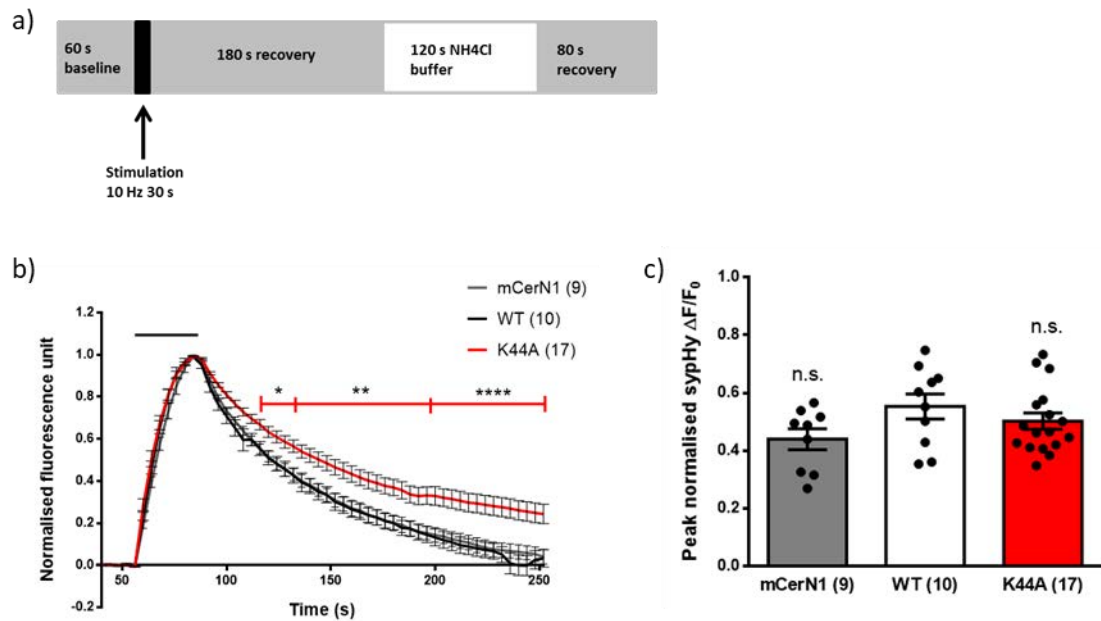 a)
60 s
baseline
180 s recovery
120 s NH4Cl
buffer
80 s
recovery
Stimulation
10 Hz 30 s
b)
mCerN1 (9)
WT (10)
K44A (17)
* ** ****
Normalised fluorescence unit
1.2
1.0
0.8
0.6
0.4
0.2
0.0
-0.2
50 100 150 200 250
Time (s)
c)
Peak normalised sypHy ΔF/F0
1.0
0.8
0.6
0.4
0.2
0.0
n.s.
n.s.
mCerN1 (9) WT (10) K44A (17)